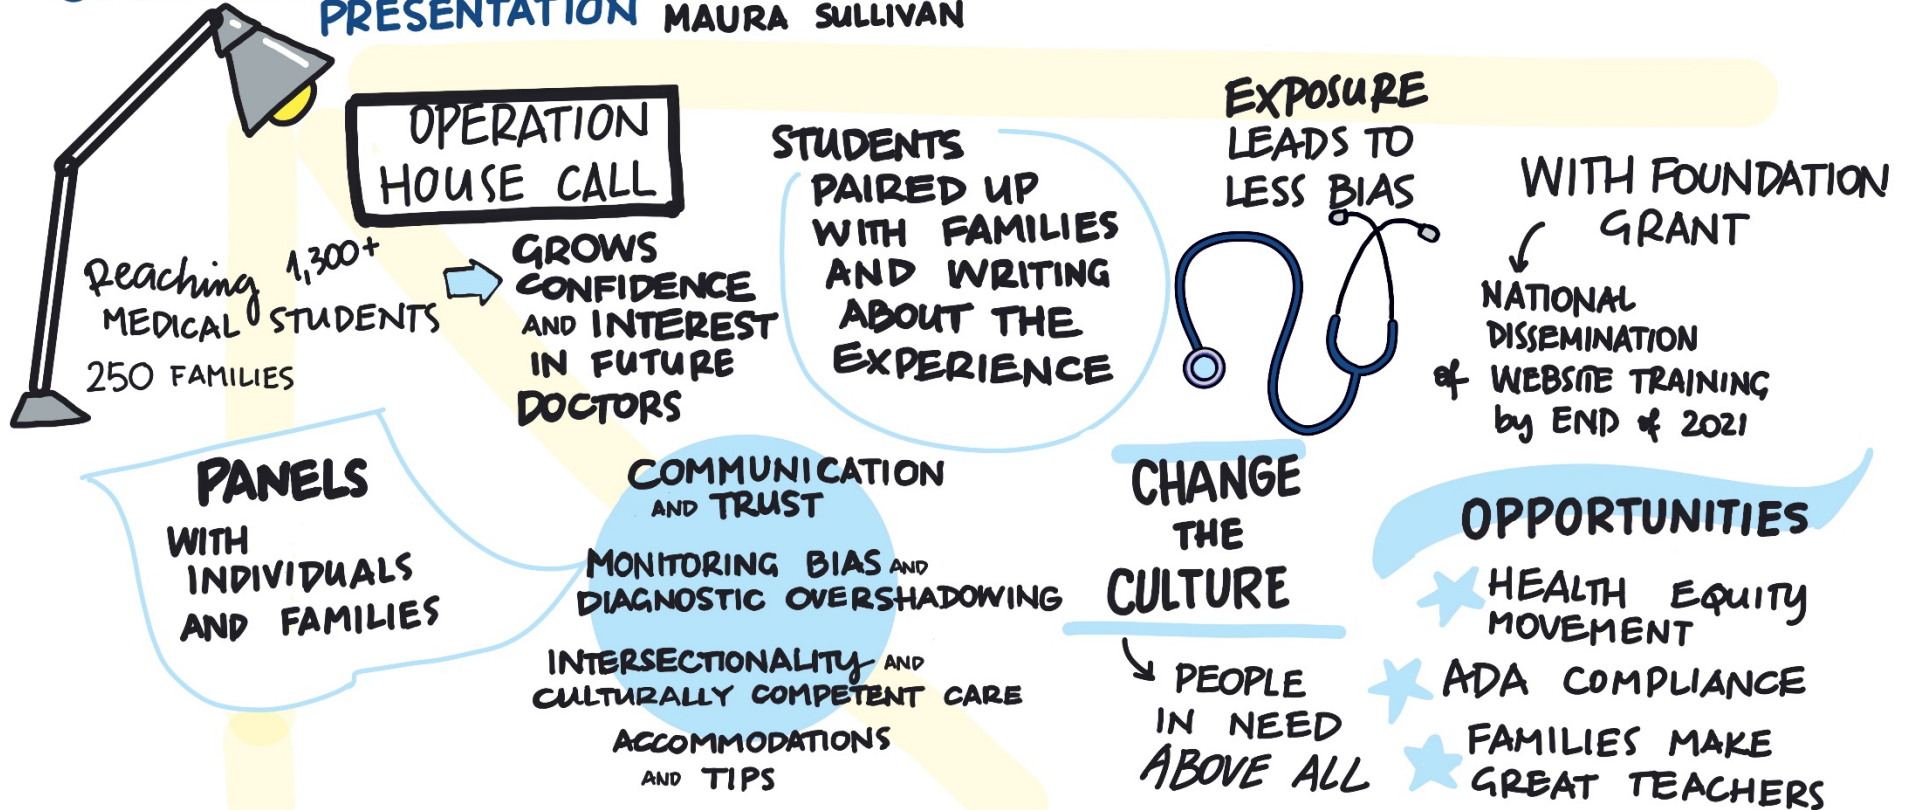 PRESENTATION MAURA SULLIVAN
OPERATION
HOUSE CALL
Reaching 1,300+
MEDICAL STUDENTS
250 FAMILIES
GROWS
CONFIDENCE
AND INTEREST
IN FUTURE
DOCTORS
STUDENTS
PAIRED UP
WITH FAMILIES
AND WRITING
ABOUT THE
EXPERIENCE
EXPOSURE
LEADS TO
LESS BIAS
WITH FOUNDATION
GRANT
NATIONAL
DISSEMINATION
of WEBSITE TRAINING
by END of 2021
PANELS
WITH
INDIVIDUALS
AND FAMILIES
COMMUNICATION
AND TRUST
MONITORING BIAS AND
DIAGNOSTIC OVERSHADOWING
INTERSECTIONALITY AND
CULTURALLY COMPETENT CARE
ACCOMMODATIONS
AND TIPS
CHANGE
THE
CULTURE
PEOPLE
IN NEED
ABOVE ALL
OPPORTUNITIES
HEALTH EQUITY
MOVEMENT
ADA COMPLIANCE
FAMILIES MAKE
GREAT TEACHERS